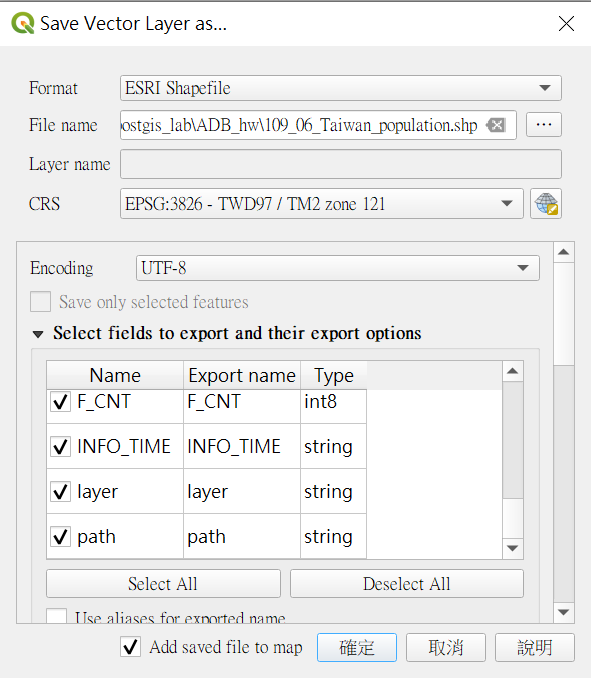 Save Vector Layer as...
Format ESRI Shapefile
File name ostgis_lab\ADB_hw\109_06_Taiwan_population.shp ...
Layer name
CRS EPSG:3826 - TWD97 / TM2 zone 121
Encoding UTF-8
Save only selected features
Select fields to export and their export options
Name Export name Type
F_CNT F_CNT int8
INFO_TIME INFO_TIME string
layer layer string
path path string
Select All Deselect All
Use aliases for exported name
Add saved file to map 確定 取消 說明